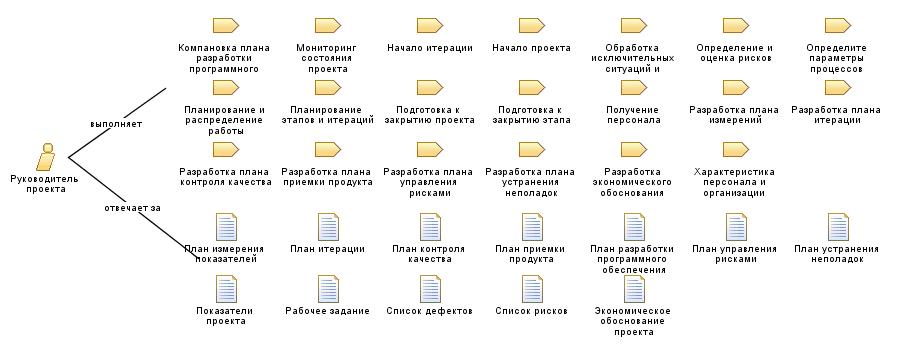 Компановка плана
разработки
программного
Мониторинг
состояния
проекта
Начало итерации
Начало проекта
Обработка
исключительных
ситуаций и
Определение и
оценка рисков
Определите
параметры
процессов
Планирование и
распределение
работы
Планирование
этапов и итераций
Подготовка к
закрытию проекта
Подготовка к
закрытию этапа
Получение
персонала
Разработка плана
измерений
Разработка плана
итерации
выполняет
Руководитель
проекта
Разработка плана
контроля качества
Разработка плана
приемки продукта
Разработка плана
управления
рисками
Разработка плана
устранения
неполадок
Разработка
экономического
обоснования
Характеристика
персонала и
организации
отвечает за
План измерения
показателей
План итерации
План контроля
качества
План приемки
продукта
План разработки
программного
обеспечения
План управления
рисками
План устранения
неполадок
Показатели
проекта
Рабочее задание
Список дефектов
Список рисков
Экономическое
обоснование
проекта